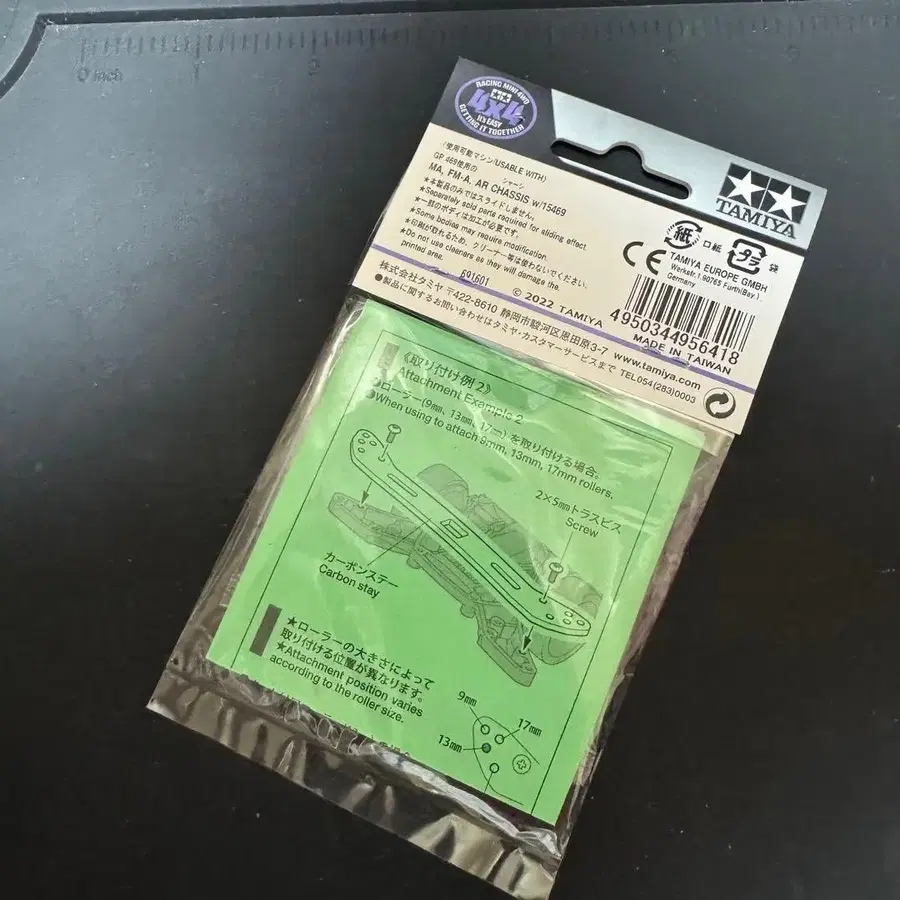 0 inch
1
2
5
6
RACING MINI 4WD
4x4
It's EASY
GETTING IT TOGETHER
TAMIYA
〈使用可能マシン/USABLE WITH〉
GP.469使用の
シャーシ
MA, FM-A, AR CHASSIS w/15469
★本製品のみではスライドしません。
★Separately sold parts required for sliding effect.
★一部のボディは加工が必要です。
★Some bodies may require modification.
★印刷が取れるため、クリーナー等は使わないでください。
★Do not use cleaners as they will damage the
printed area.
691601
© 2022 TAMIYA
紙
口紙
プラ
袋
CE
TAMIYA EUROPE GMBH
Werkstr.1 90765 Fürth(Bay.)
Germany
4950344956418
MADE IN TAIWAN
株式会社タミヤ 〒422-8610 静岡市駿河区恩田原3-7 www.tamiya.com
●製品に関するお問い合わせはタミヤ・カスタマーサービスまで TEL054(283)0003
《取り付け例2》
Attachment Example 2
●ローラー(9mm、13mm、17mm)を取り付ける場合。
●When using to attach 9mm, 13mm, 17mm rollers.
2×5mmトラスビス
Screw
カーボンステー
Carbon stay
★ローラーの大きさによって
取り付ける位置が異なります。
★Attachment position varies
according to the roller size.
9mm
17mm
13mm